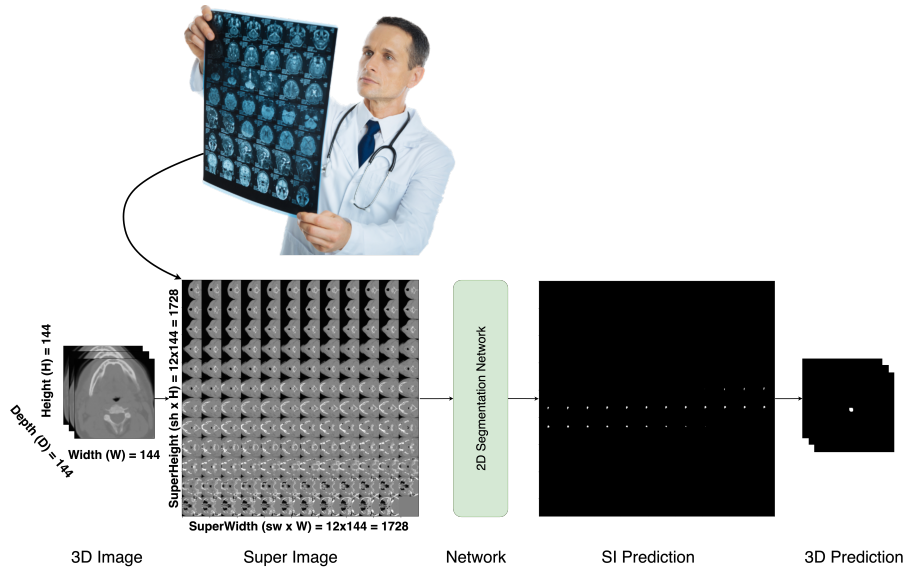 Height (H) = 144
Depth (D) = 144
Width (W) = 144
SuperHeight (sh x H) = 12x144 = 1728
SuperWidth (sw x W) = 12x144 = 1728
2D Segmentation Network
3D Image
Super Image
Network
SI Prediction
3D Prediction